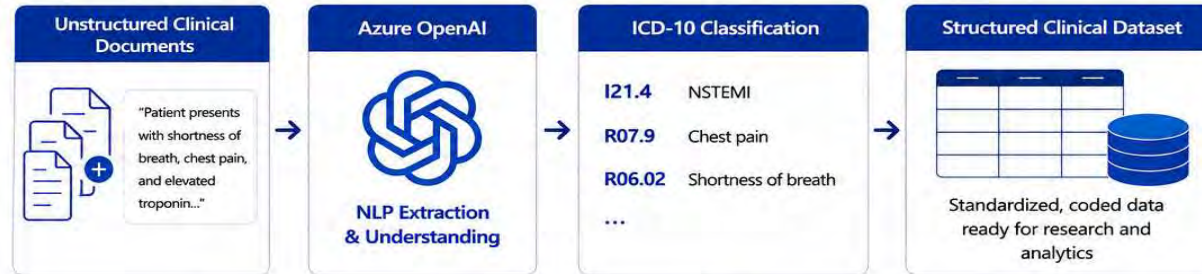 Unstructured Clinical
Documents
"Patient presents
with shortness of
breath, chest pain,
and elevated
troponin..."
Azure OpenAI
NLP Extraction
& Understanding
ICD-10 Classification
I21.4 NSTEMI
R07.9 Chest pain
R06.02 Shortness of breath
...
Structured Clinical Dataset
Standardized, coded data
ready for research and
analytics